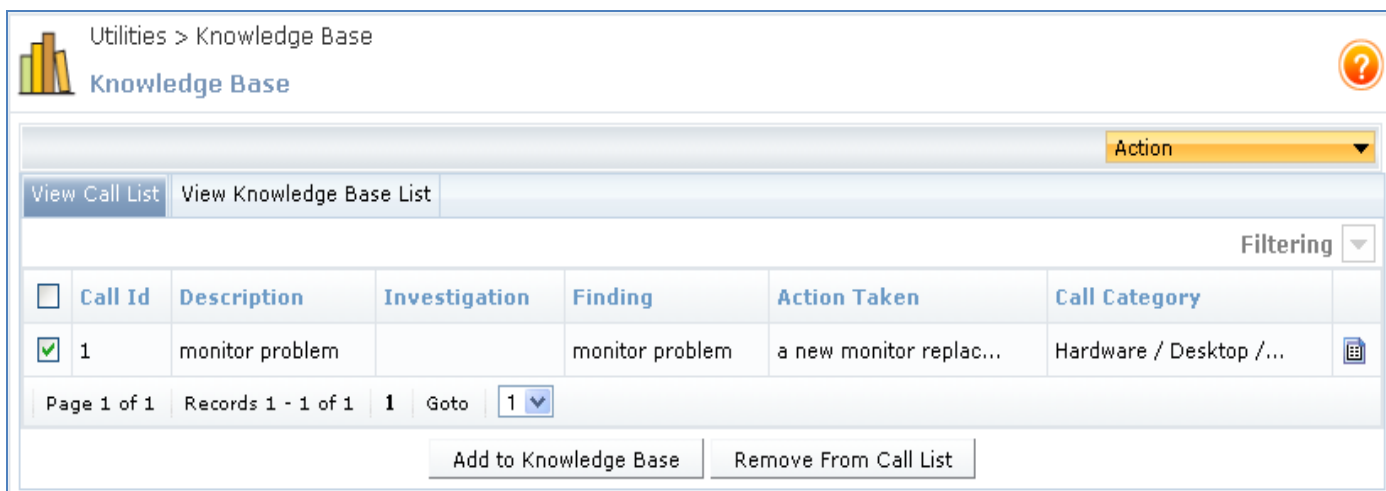 Utilities > Knowledge Base
Knowledge Base
?
Action
View Call List View Knowledge Base List
Filtering
Call Id Description Investigation Finding Action Taken Call Category
1 monitor problem monitor problem a new monitor replac... Hardware / Desktop /...
Page 1 of 1 Records 1 - 1 of 1 1 Goto 1
Add to Knowledge Base Remove From Call List